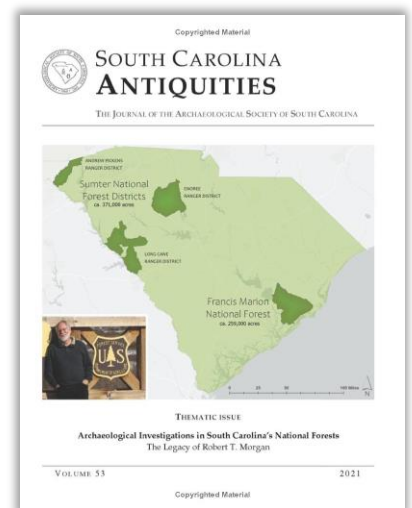 Copyrighted Material
SOUTH CAROLINA
ANTIQUITIES
THE JOURNAL OF THE ARCHAEOLOGICAL SOCIETY OF SOUTH CAROLINA
ANDREW PICKENS
RANGER DISTRICT
Sumter National
Forest Districts
ca. 371,000 acres
ENOREE
RANGER DISTRICT
LONG CANE
RANGER DISTRICT
Francis Marion
National Forest
ca. 259,000 acres
FOREST SERVICE
U S
N
THEMATIC ISSUE
Archaeological Investigations in South Carolina's National Forests
The Legacy of Robert T. Morgan
VOLUME 53
2021
Copyrighted Material